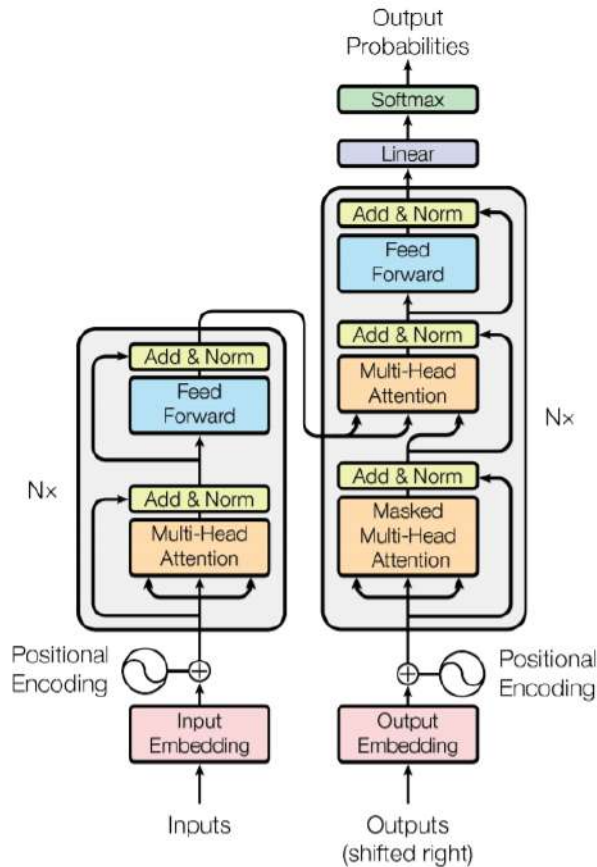 Output
Probabilities
Softmax
Linear
Add & Norm
Feed
Forward
Add & Norm
Multi-Head
Attention
Add & Norm
Masked
Multi-Head
Attention
N×
Add & Norm
Feed
Forward
Add & Norm
Multi-Head
Attention
N×
Positional
Encoding
Positional
Encoding
Input
Embedding
Output
Embedding
Inputs
Outputs
(shifted right)